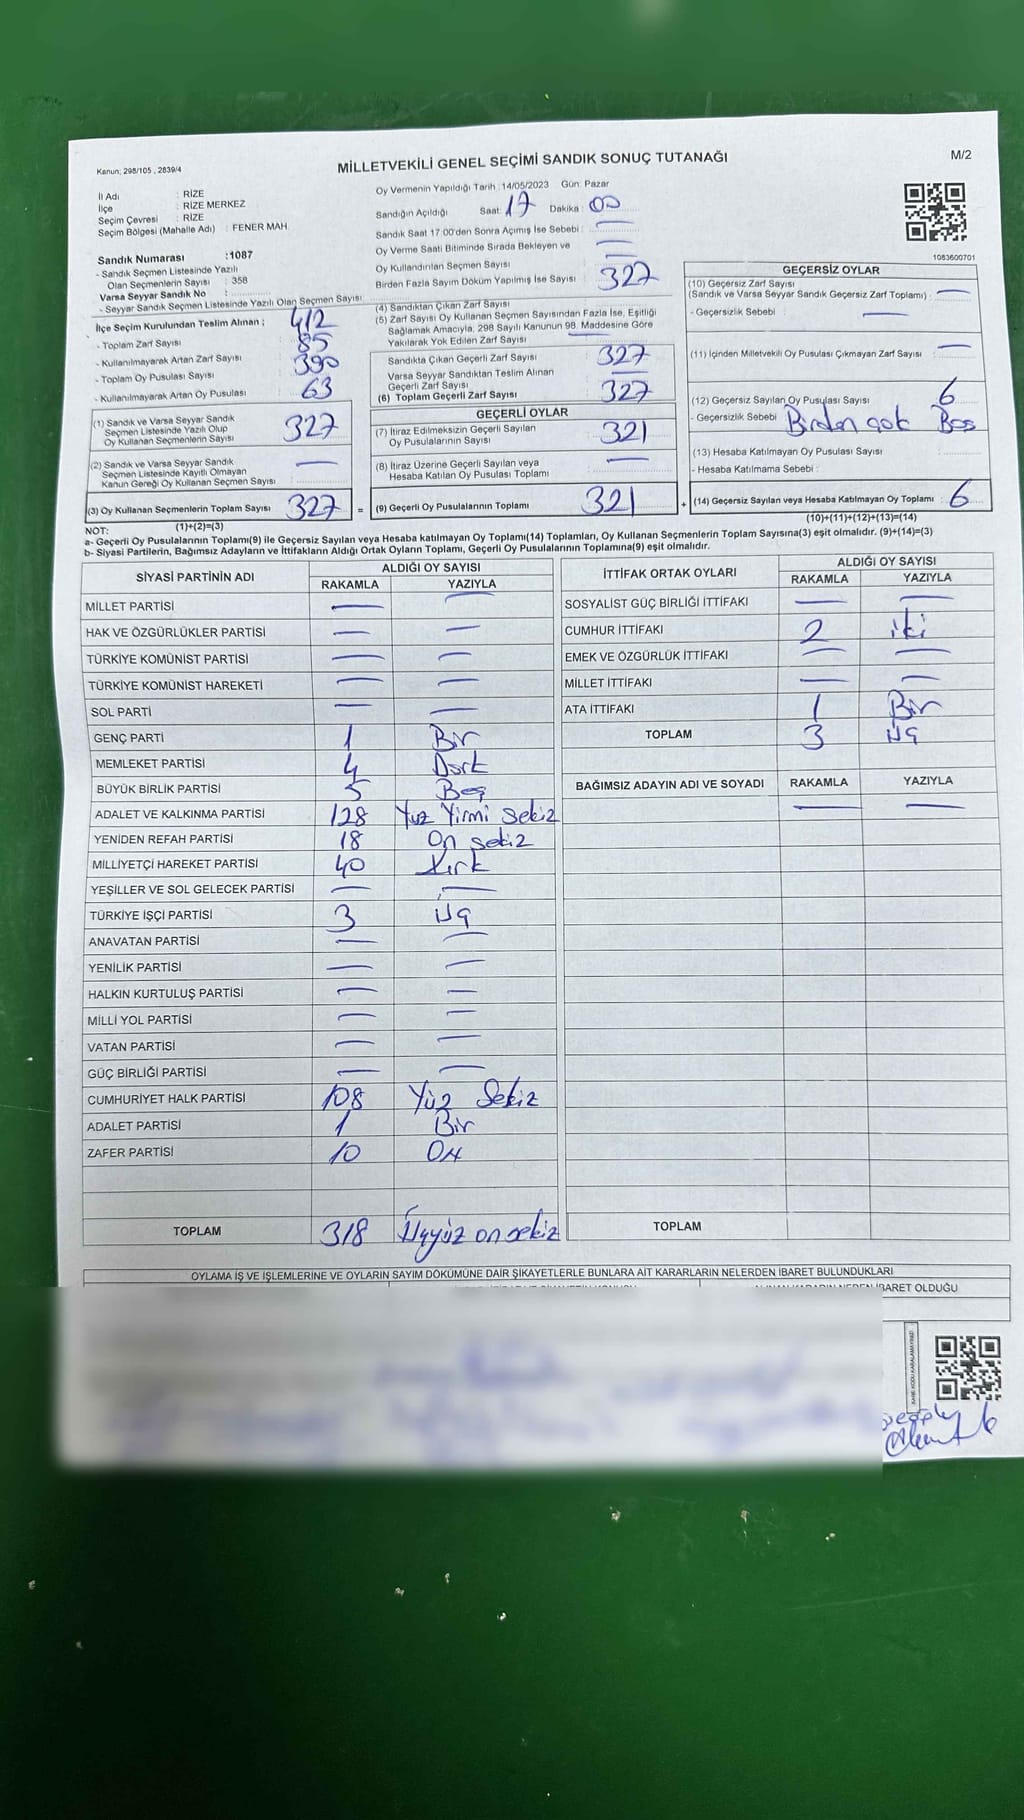 Kanun; 298/105 , 2839/4
MİLLETVEKİLİ GENEL SEÇİMİ SANDIK SONUÇ TUTANAĞI
M/2
İl Adı : RİZE
İlçe : RİZE MERKEZ
Seçim Çevresi : RİZE
Seçim Bölgesi (Mahalle Adı) : FENER MAH.
Sandık Numarası :1087
- Sandık Seçmen Listesinde Yazılı
Olan Seçmenlerin Sayısı : 358
Varsa Seyyar Sandık No :
- Seyyar Sandık Seçmen Listesinde Yazılı Olan Seçmen Sayısı
İlçe Seçim Kurulundan Teslim Alınan ;
- Toplam Zarf Sayısı 412
- Kullanılmayarak Artan Zarf Sayısı 85
- Toplam Oy Pusulası Sayısı 390
- Kullanılmayarak Artan Oy Pusulası 63
(1) Sandık ve Varsa Seyyar Sandık
Seçmen Listesinde Yazılı Olup
Oy Kullanan Seçmenlerin Sayısı 327
(2) Sandık ve Varsa Seyyar Sandık
Seçmen Listesinde Kayıtlı Olmayan
Kanun Gereği Oy Kullanan Seçmen Sayısı —
(3) Oy Kullanan Seçmenlerin Toplam Sayısı 327 =
(1)+(2)=(3)
Oy Vermenin Yapıldığı Tarih : 14/05/2023 Gün: Pazar
Sandığın Açıldığı Saat: 17 Dakika : 00
Sandık Saat 17:00'den Sonra Açımış İse Sebebi : —
Oy Verme Saati Bitiminde Sırada Bekleyen ve
Oy Kullandırılan Seçmen Sayısı —
Birden Fazla Sayım Döküm Yapılmış İse Sayısı : —
(4) Sandıktan Çıkan Zarf Sayısı 327
(5) Zarf Sayısı Oy Kullanan Seçmen Sayısından Fazla İse, Eşitliği
Sağlamak Amacıyla, 298 Sayılı Kanunun 98. Maddesine Göre
Yakılarak Yok Edilen Zarf Sayısı —
Sandıkta Çıkan Geçerli Zarf Sayısı 327
Varsa Seyyar Sandıktan Teslim Alınan
Geçerli Zarf Sayısı —
(6) Toplam Geçerli Zarf Sayısı 327
GEÇERLİ OYLAR
(7) İtiraz Edilmeksizin Geçerli Sayılan
Oy Pusulalarının Sayısı 321
(8) İtiraz Üzerine Geçerli Sayılan veya
Hesaba Katılan Oy Pusulası Toplamı —
(9) Geçerli Oy Pusulalarının Toplamı 321 +
1083600701
GEÇERSİZ OYLAR
(10) Geçersiz Zarf Sayısı
(Sandık ve Varsa Seyyar Sandık Geçersiz Zarf Toplamı) : —
- Geçersizlik Sebebi : —
(11) İçinden Milletvekili Oy Pusulası Çıkmayan Zarf Sayısı : —
(12) Geçersiz Sayılan Oy Pusulası Sayısı : 6
- Geçersizlik Sebebi : Birden çok Boş
(13) Hesaba Katılmayan Oy Pusulası Sayısı :
- Hesaba Katılmama Sebebi :
(14) Geçersiz Sayılan veya Hesaba Katılmayan Oy Toplamı : 6
(10)+(11)+(12)+(13)=(14)
NOT:
a- Geçerli Oy Pusulalarının Toplamı(9) ile Geçersiz Sayılan veya Hesaba katılmayan Oy Toplamı(14) Toplamları, Oy Kullanan Seçmenlerin Toplam Sayısına(3) eşit olmalıdır. (9)+(14)=(3)
b- Siyasi Partilerin, Bağımsız Adayların ve İttifakların Aldığı Ortak Oyların Toplamı, Geçerli Oy Pusulalarının Toplamına(9) eşit olmalıdır.
SİYASİ PARTİNİN ADI ALDIĞI OY SAYISI
RAKAMLA YAZIYLA
MİLLET PARTİSİ — —
HAK VE ÖZGÜRLÜKLER PARTİSİ — —
TÜRKİYE KOMÜNİST PARTİSİ — —
TÜRKİYE KOMÜNİST HAREKETİ — —
SOL PARTİ — —
GENÇ PARTİ 1 Bir
MEMLEKET PARTİSİ 4 Dört
BÜYÜK BİRLİK PARTİSİ 5 Beş
ADALET VE KALKINMA PARTİSİ 128 Yüz Yirmi Sekiz
YENİDEN REFAH PARTİSİ 18 On sekiz
MİLLİYETÇİ HAREKET PARTİSİ 40 Kırk
YEŞİLLER VE SOL GELECEK PARTİSİ — —
TÜRKİYE İŞÇİ PARTİSİ 3 Üç
ANAVATAN PARTİSİ — —
YENİLİK PARTİSİ — —
HALKIN KURTULUŞ PARTİSİ — —
MİLLİ YOL PARTİSİ — —
VATAN PARTİSİ — —
GÜÇ BİRLİĞİ PARTİSİ — —
CUMHURİYET HALK PARTİSİ 108 Yüz Sekiz
ADALET PARTİSİ 1 Bir
ZAFER PARTİSİ 10 On
TOPLAM 318 Üçyüz on sekiz
İTTİFAK ORTAK OYLARI ALDIĞI OY SAYISI
RAKAMLA YAZIYLA
SOSYALİST GÜÇ BİRLİĞİ İTTİFAKI — —
CUMHUR İTTİFAKI 2 iki
EMEK VE ÖZGÜRLÜK İTTİFAKI — —
MİLLET İTTİFAKI — —
ATA İTTİFAKI 1 Bir
TOPLAM 3 Üç
BAĞIMSIZ ADAYIN ADI VE SOYADI RAKAMLA YAZIYLA
— —
TOPLAM
OYLAMA İŞ VE İŞLEMLERİNE VE OYLARIN SAYIM DÖKÜMÜNE DAİR ŞİKAYETLERLE BUNLARA AİT KARARLARIN NELERDEN İBARET BULUNDUKLARI
İBARET OLDUĞU